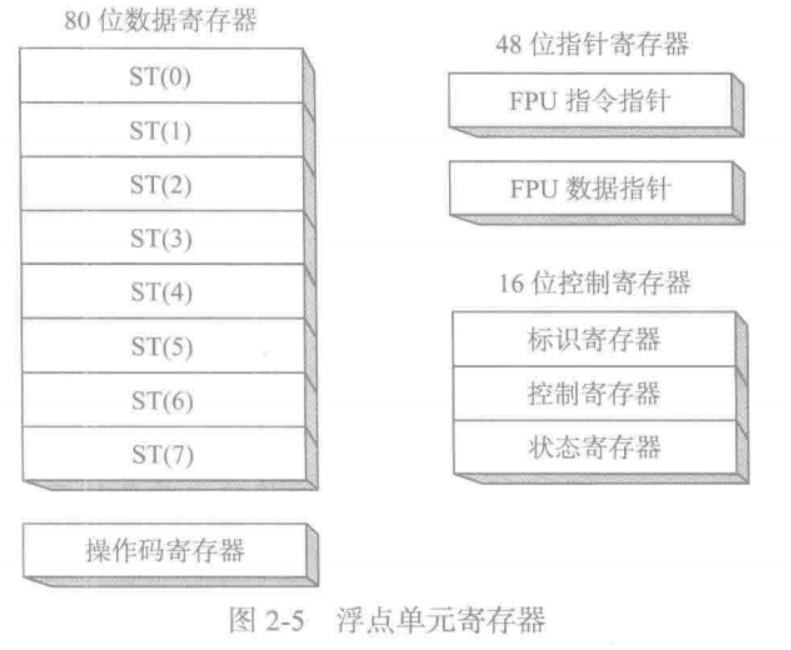 80 位数据寄存器
ST(0)
ST(1)
ST(2)
ST(3)
ST(4)
ST(5)
ST(6)
ST(7)
操作码寄存器
48 位指针寄存器
FPU 指令指针
FPU 数据指针
16 位控制寄存器
标识寄存器
控制寄存器
状态寄存器
图 2-5 浮点单元寄存器